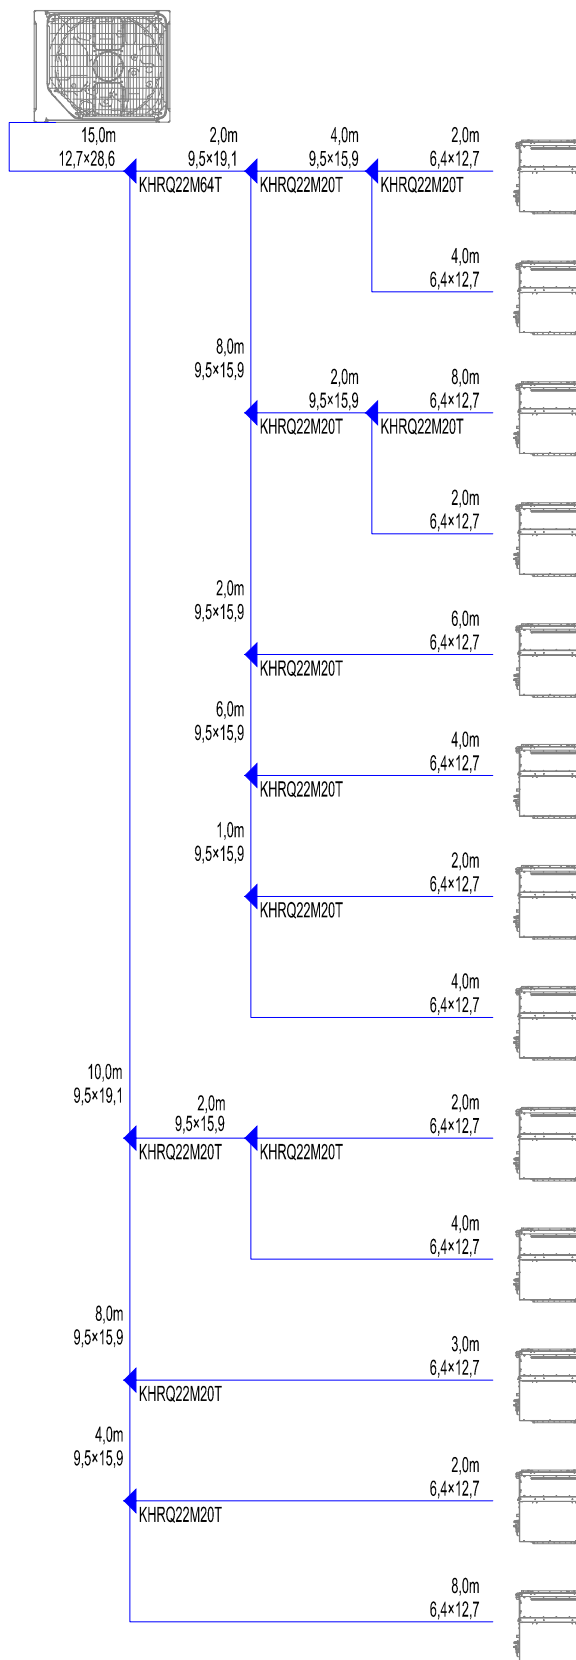 15,0m
12,7×28,6
KHRQ22M64T
2,0m
9,5×19,1
KHRQ22M20T
4,0m
9,5×15,9
KHRQ22M20T
2,0m
6,4×12,7
4,0m
6,4×12,7
8,0m
9,5×15,9
KHRQ22M20T
2,0m
9,5×15,9
KHRQ22M20T
8,0m
6,4×12,7
2,0m
6,4×12,7
2,0m
9,5×15,9
KHRQ22M20T
6,0m
6,4×12,7
6,0m
9,5×15,9
KHRQ22M20T
4,0m
6,4×12,7
1,0m
9,5×15,9
KHRQ22M20T
2,0m
6,4×12,7
4,0m
6,4×12,7
10,0m
9,5×19,1
KHRQ22M20T
2,0m
9,5×15,9
KHRQ22M20T
2,0m
6,4×12,7
4,0m
6,4×12,7
8,0m
9,5×15,9
KHRQ22M20T
3,0m
6,4×12,7
4,0m
9,5×15,9
KHRQ22M20T
2,0m
6,4×12,7
8,0m
6,4×12,7